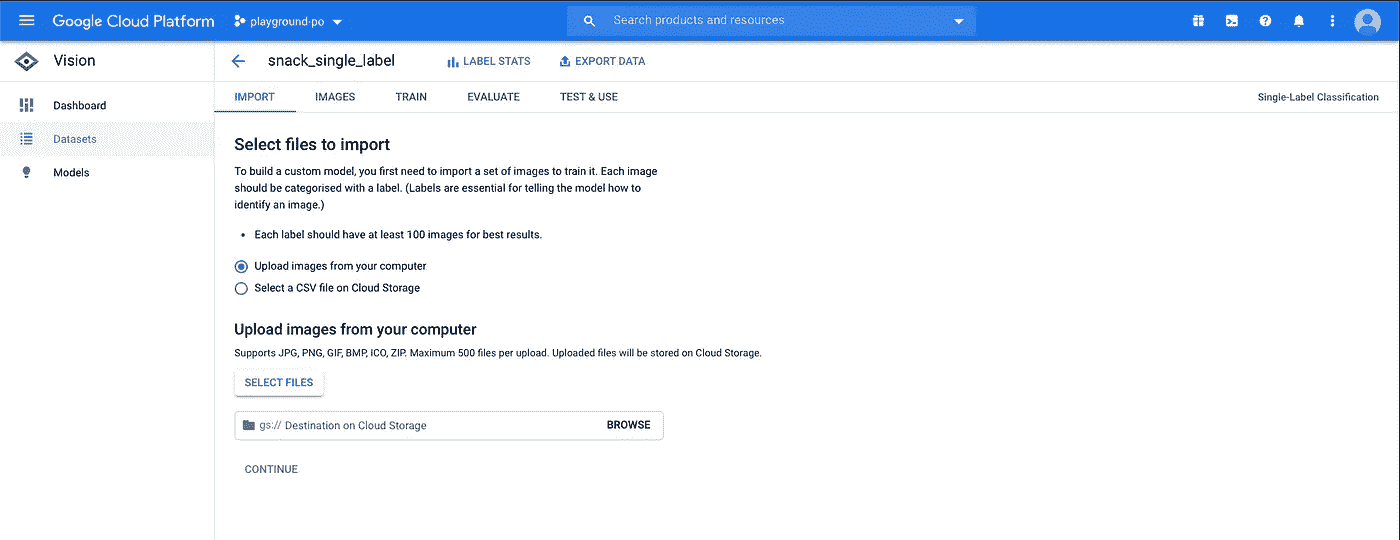 Google Cloud Platform playground-po Search products and resources
Vision snack_single_label LABEL STATS EXPORT DATA
Dashboard
Datasets
Models
IMPORT IMAGES TRAIN EVALUATE TEST & USE Single-Label Classification
Select files to import
To build a custom model, you first need to import a set of images to train it. Each image
should be categorised with a label. (Labels are essential for telling the model how to
identify an image.)
• Each label should have at least 100 images for best results.
Upload images from your computer
Select a CSV file on Cloud Storage
Upload images from your computer
Supports JPG, PNG, GIF, BMP, ICO, ZIP. Maximum 500 files per upload. Uploaded files will be stored on Cloud Storage.
SELECT FILES
gs:// Destination on Cloud Storage BROWSE
CONTINUE